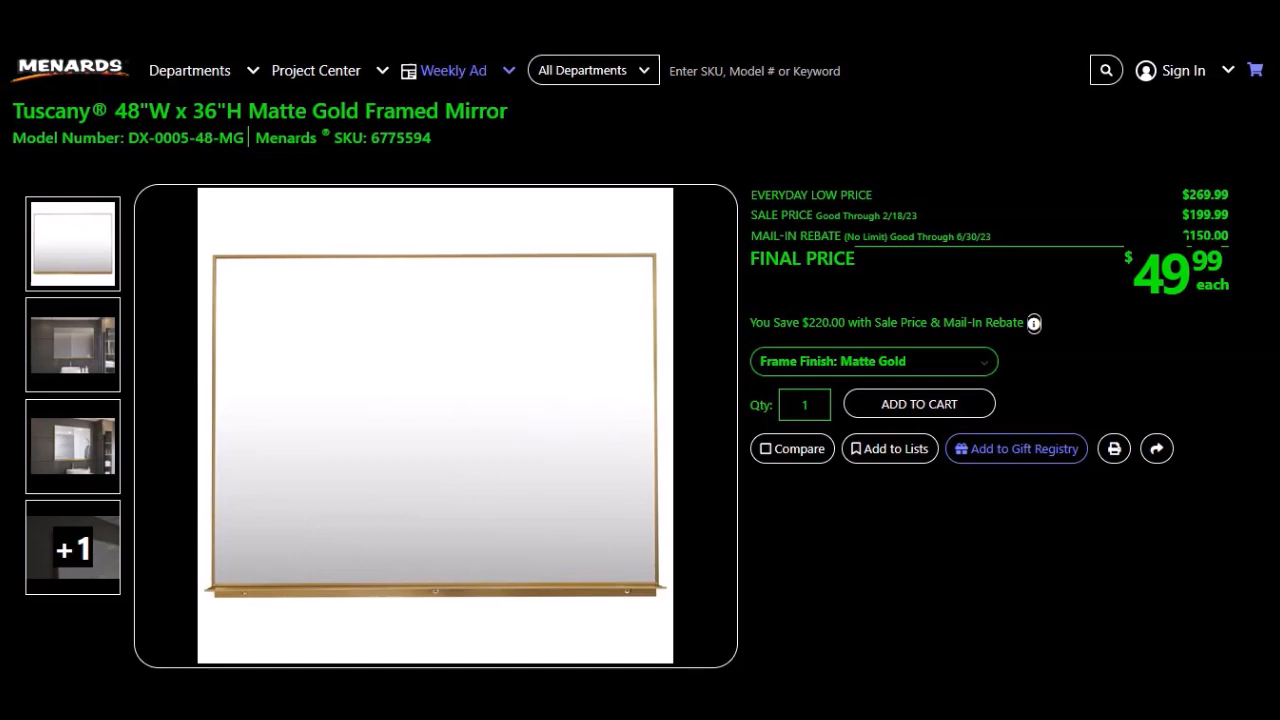 MENARDS
Departments Project Center Weekly Ad All Departments Enter SKU, Model # or Keyword Sign In
Tuscany® 48"W x 36"H Matte Gold Framed Mirror
Model Number: DX-0005-48-MG Menards ® SKU: 6775594
EVERYDAY LOW PRICE $269.99
SALE PRICE Good Through 2/18/23 $199.99
MAIL-IN REBATE (No Limit) Good Through 6/30/23 150.00
FINAL PRICE $ 49 99 each
You Save $220.00 with Sale Price & Mail-In Rebate
Frame Finish: Matte Gold
Qty: 1 ADD TO CART
Compare Add to Lists Add to Gift Registry
+1